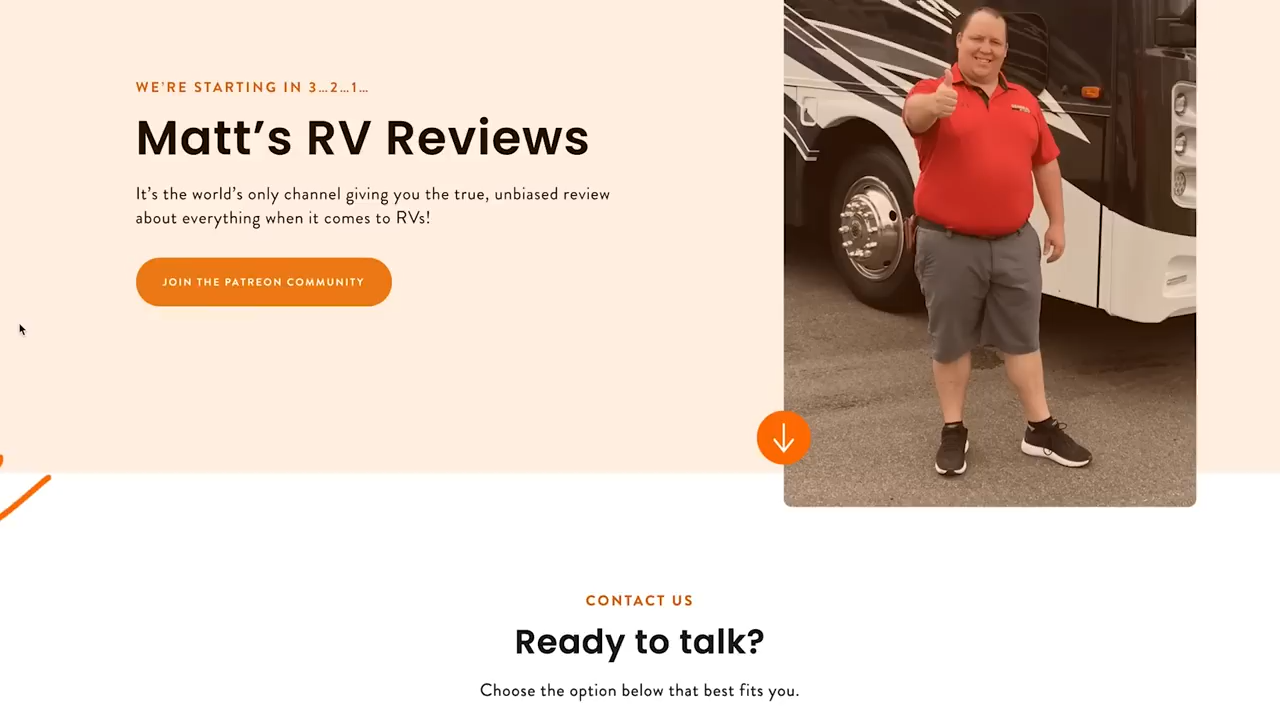 WE'RE STARTING IN 3…2…1…
Matt’s RV Reviews
It’s the world’s only channel giving you the true, unbiased review
about everything when it comes to RVs!
JOIN THE PATREON COMMUNITY
CONTACT US
Ready to talk?
Choose the option below that best fits you.